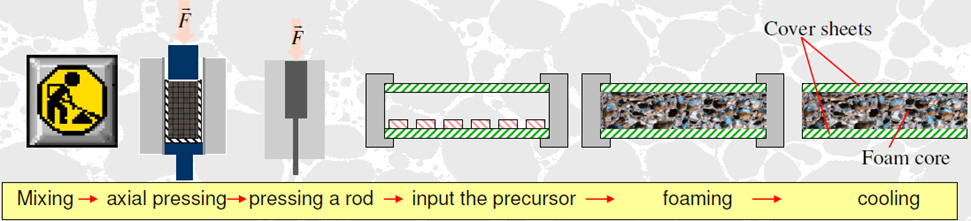 F
F
Cover sheets
Foam core
Mixing → axial pressing → pressing a rod → input the precursor → foaming → cooling